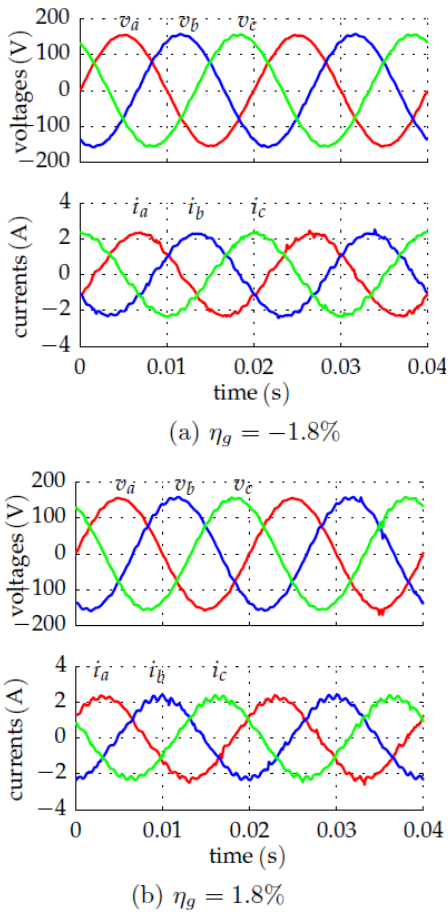 200
100
0
−100
−200
voltages (V)
v_a v_b v_c
4
2
0
−2
−4
currents (A)
i_a i_b i_c
0 0.01 0.02 0.03 0.04
time (s)
(a) η_g = −1.8%
200
100
0
−100
−200
voltages (V)
v_a v_b v_c
4
2
0
−2
−4
currents (A)
i_a i_b i_c
0 0.01 0.02 0.03 0.04
time (s)
(b) η_g = 1.8%